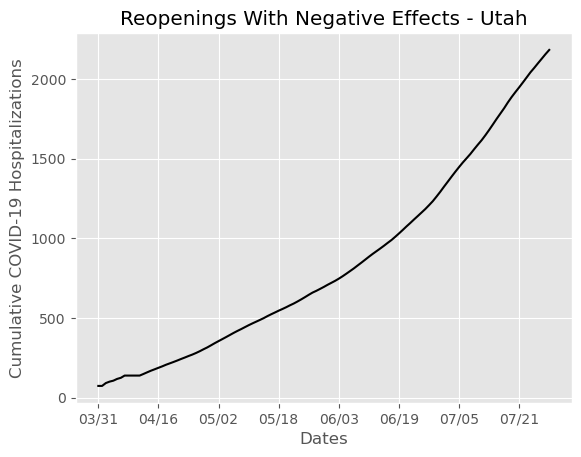 Reopenings With Negative Effects - Utah
Cumulative COVID-19 Hospitalizations
2000
1500
1000
500
0
03/31 04/16 05/02 05/18 06/03 06/19 07/05 07/21
Dates